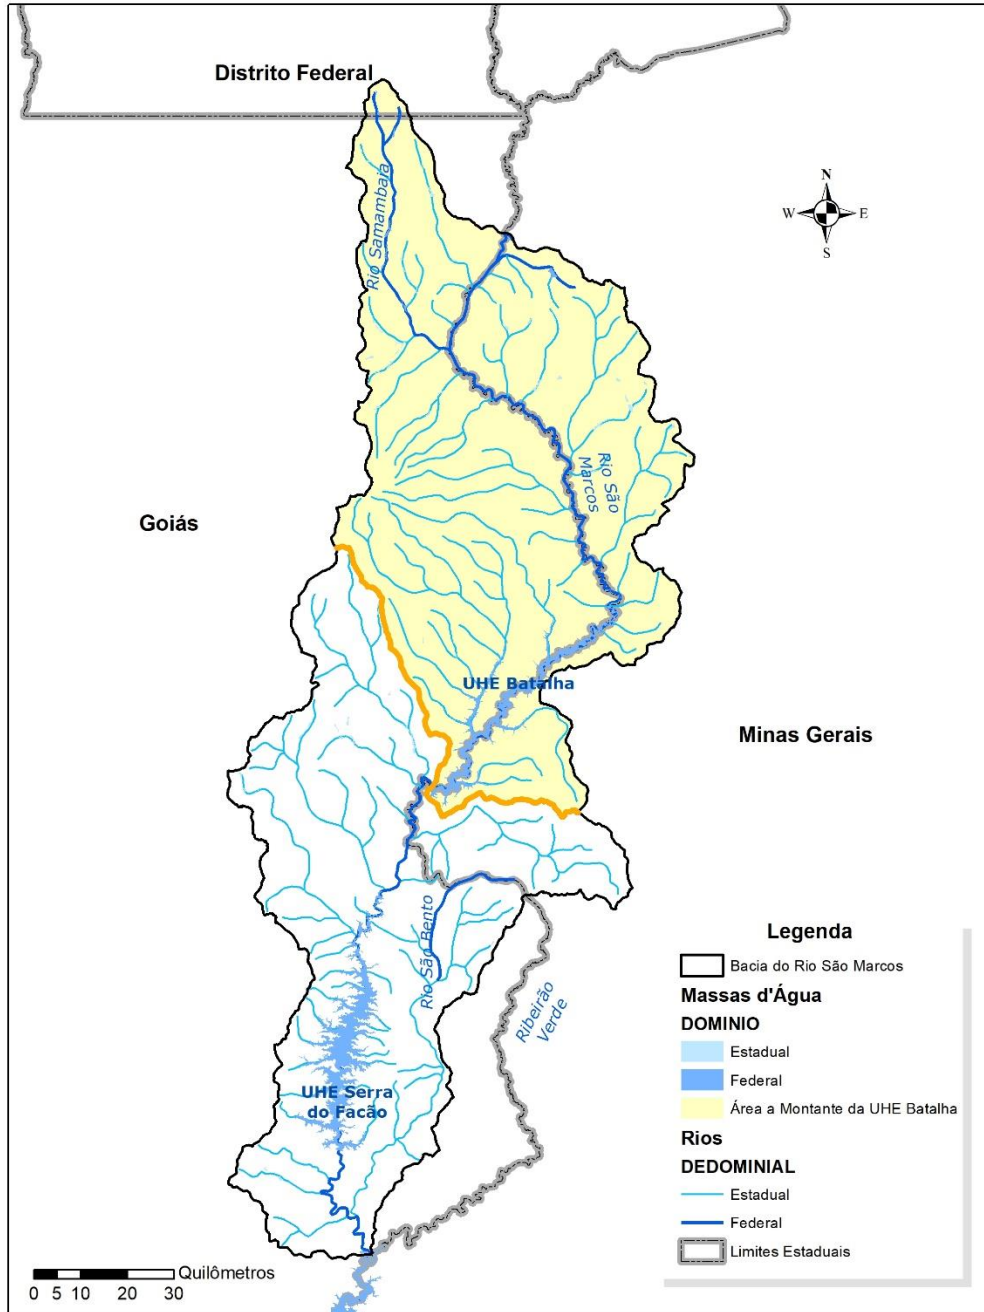 Distrito Federal
Rio Samambaia
N
W
E
S
Rio São
Marcos
Goiás
UHE Batalha
Minas Gerais
Rio São Bento
Ribeirão
Verde
UHE Serra
do Facão
Legenda
Bacia do Rio São Marcos
Massas d'Água
DOMINIO
Estadual
Federal
Área a Montante da UHE Batalha
Rios
DEDOMINIAL
Estadual
Federal
Limites Estaduais
Quilômetros
0 5 10 20 30